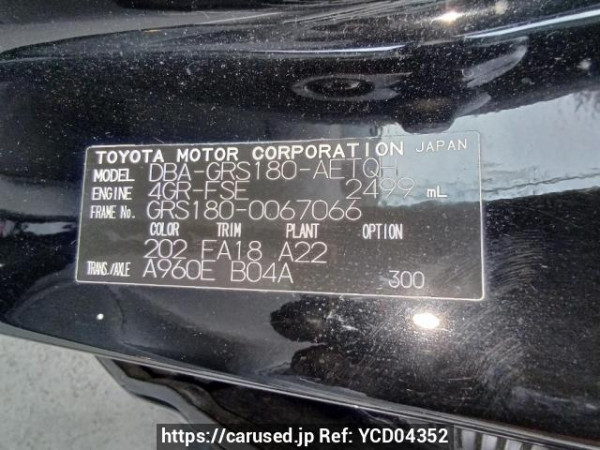 TOYOTA MOTOR CORPORATION JAPAN
MODEL DBA-GRS180-AETQH
ENGINE 4GR-FSE 2499 mL
FRAME No. GRS180-0067066
COLOR TRIM PLANT OPTION
202 FA18 A22
TRANS./AXLE A960E B04A 300
https://carused.jp Ref: YCD04352